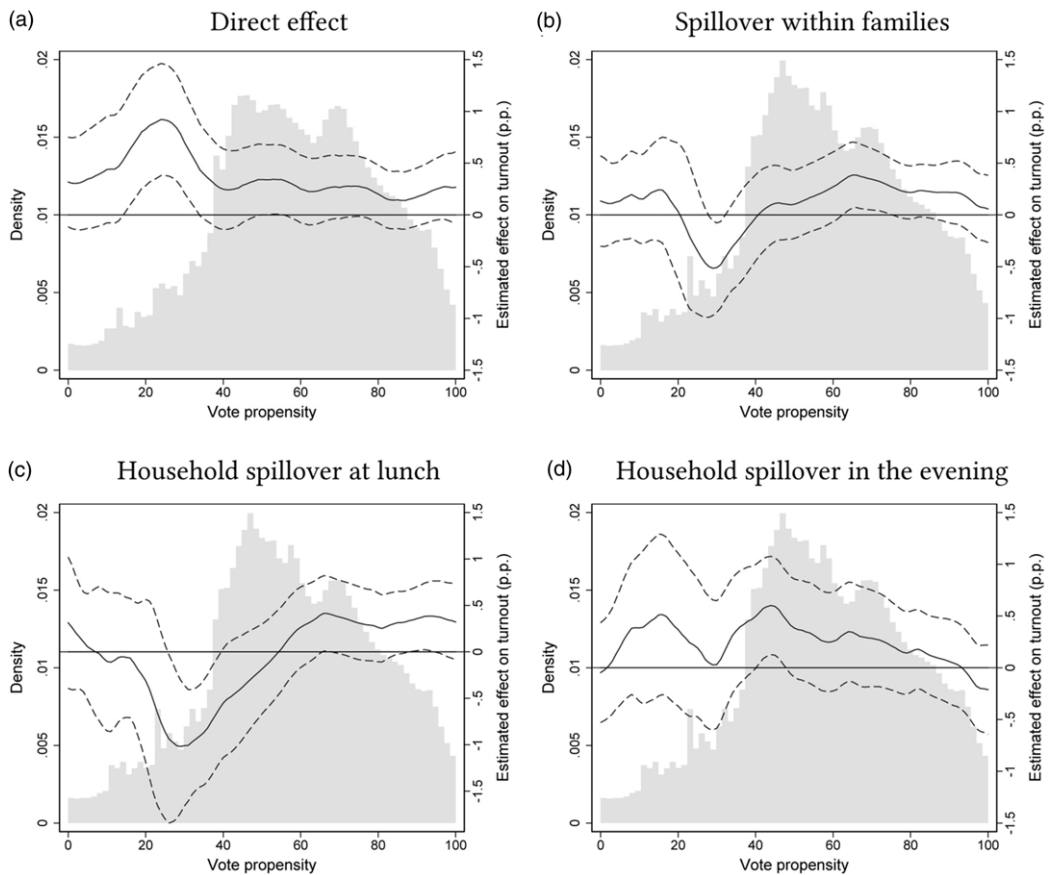 (a) Direct effect
Density
0 .005 .01 .015 .02
Estimated effect on turnout (p.p.)
-1.5 -1 -.5 0 .5 1 1.5
0 20 40 60 80 100
Vote propensity
(b) Spillover within families
Density
0 .005 .01 .015 .02
Estimated effect on turnout (p.p.)
-1.5 -1 -.5 0 .5 1 1.5
0 20 40 60 80 100
Vote propensity
(c) Household spillover at lunch
Density
0 .005 .01 .015 .02
Estimated effect on turnout (p.p.)
-1.5 -1 -.5 0 .5 1 1.5
0 20 40 60 80 100
Vote propensity
(d) Household spillover in the evening
Density
0 .005 .01 .015 .02
Estimated effect on turnout (p.p.)
-1.5 -1 -.5 0 .5 1 1.5
0 20 40 60 80 100
Vote propensity